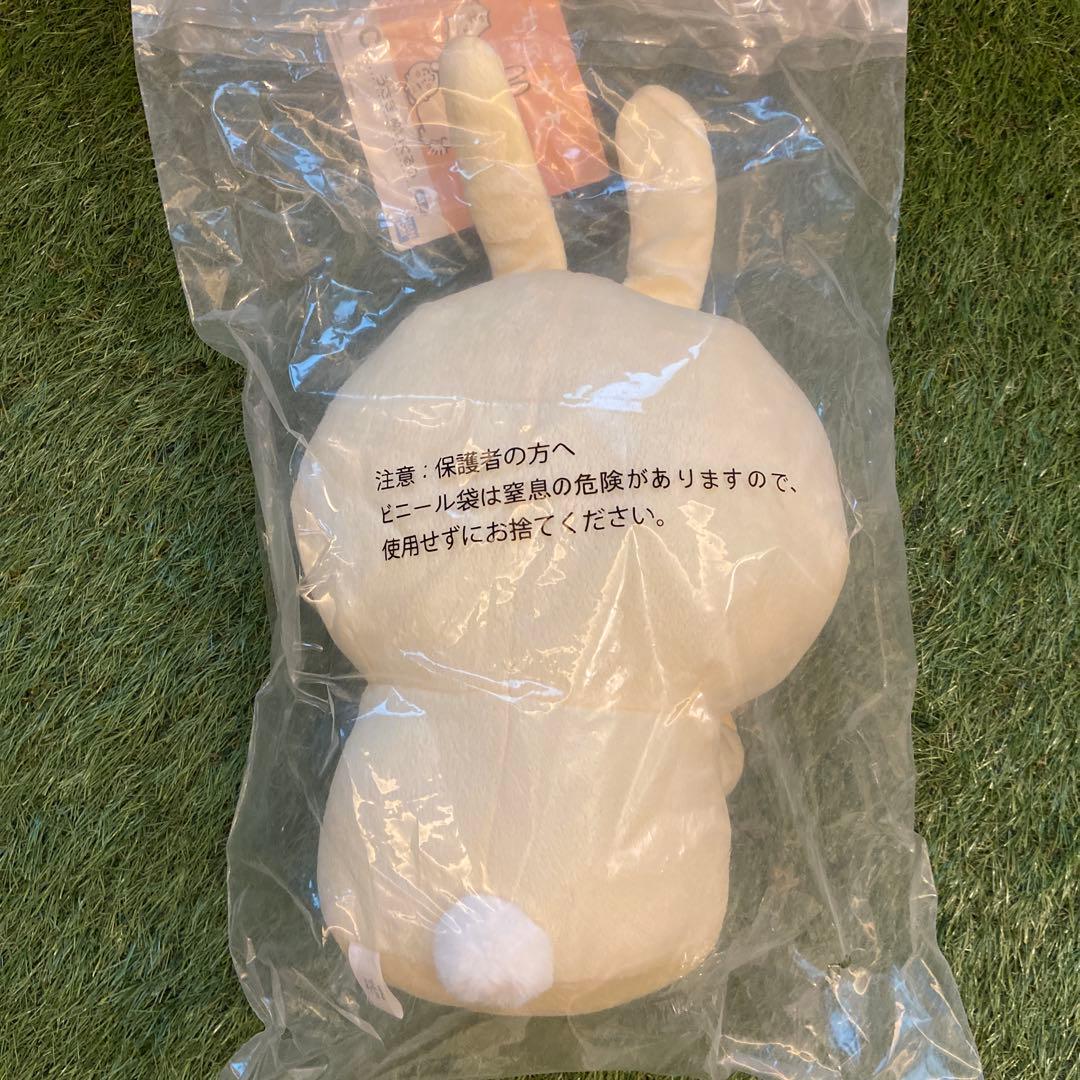 注意：保護者の方へ
ビニール袋は窒息の危険がありますので、
使用せずにお捨てください。